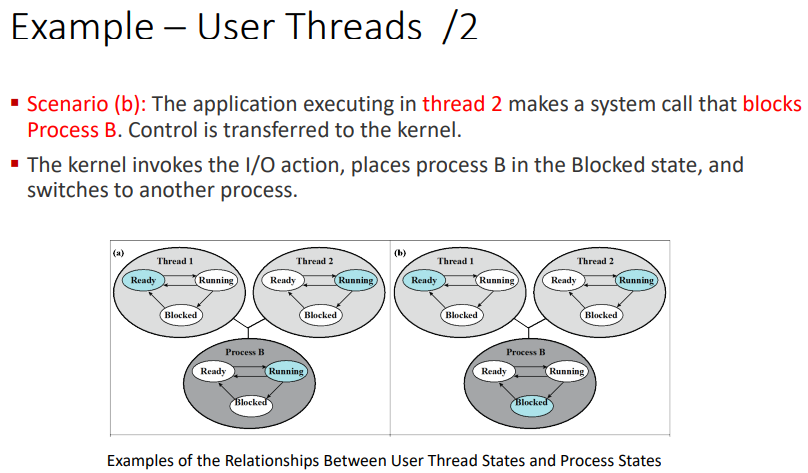 Example – User Threads /2
▪ Scenario (b): The application executing in thread 2 makes a system call that blocks
Process B. Control is transferred to the kernel.
▪ The kernel invokes the I/O action, places process B in the Blocked state, and
switches to another process.
(a)
Thread 1
Ready
Running
Blocked
Thread 2
Ready
Running
Blocked
Process B
Ready
Running
Blocked
(b)
Thread 1
Ready
Running
Blocked
Thread 2
Ready
Running
Blocked
Process B
Ready
Running
Blocked
Examples of the Relationships Between User Thread States and Process States